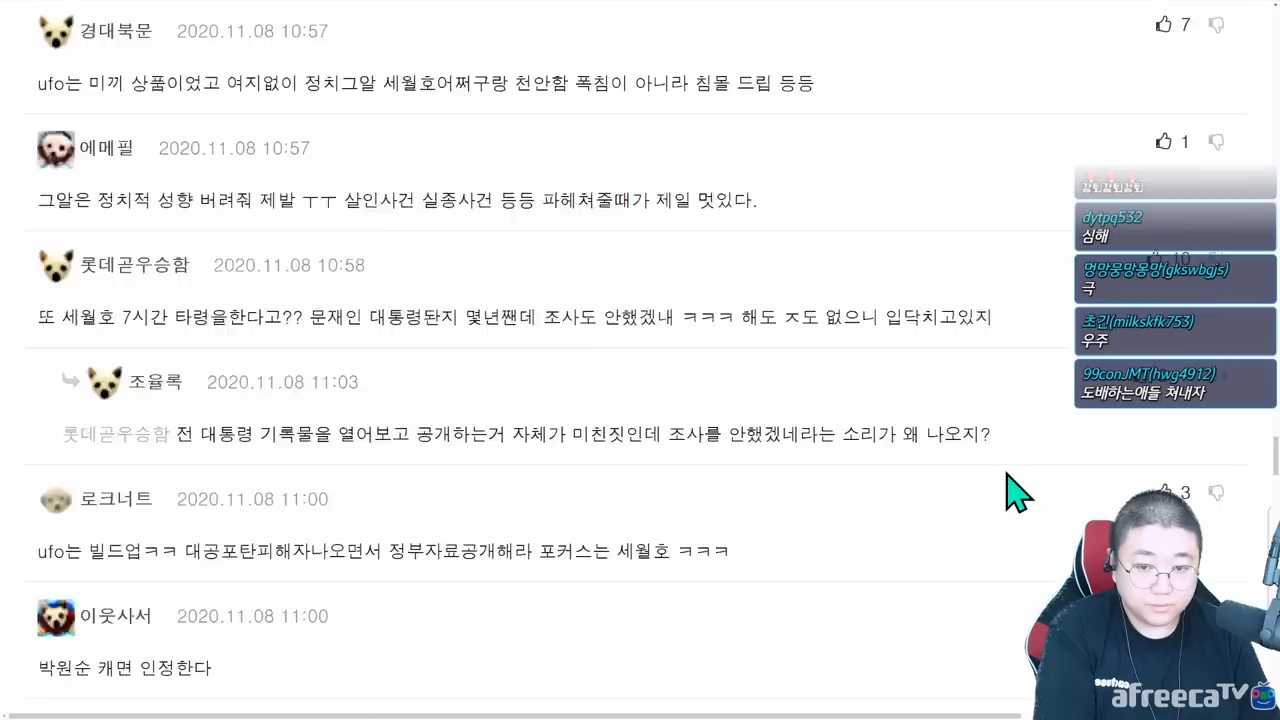 경대북문 2020.11.08 10:57 7
ufo는 미끼 상품이었고 여지없이 정치그알 세월호어쩌구랑 천안함 폭침이 아니라 침몰 드립 등등
에메필 2020.11.08 10:57 1
그알은 정치적 성향 버려줘 제발 ㅜㅜ 살인사건 실종사건 등등 파헤쳐줄때가 제일 멋있다.
롯데곧우승함 2020.11.08 10:58 10
또 세월호 7시간 타령을한다고?? 문재인 대통령돤지 몇년짼데 조사도 안했겠내 ㅋㅋㅋ 해도 ㅈ도 없으니 입닥치고있지
조율록 2020.11.08 11:03
롯데곧우승함 전 대통령 기록물을 열어보고 공개하는거 자체가 미친짓인데 조사를 안했겠네라는 소리가 왜 나오지?
로크너트 2020.11.08 11:00 3
ufo는 빌드업ㅋㅋ 대공포탄피해자나오면서 정부자료공개해라 포커스는 세월호 ㅋㅋㅋ
이웃사서 2020.11.08 11:00
박원순 캐면 인정한다
강퇴강퇴강퇴
dytpq532
심해
멍망뭉망몽망(gkswbgjs)
극
초긴(milkskfk753)
우주
99conJMT(hwg4912)
도배하는애들 쳐내자
afreecaTV